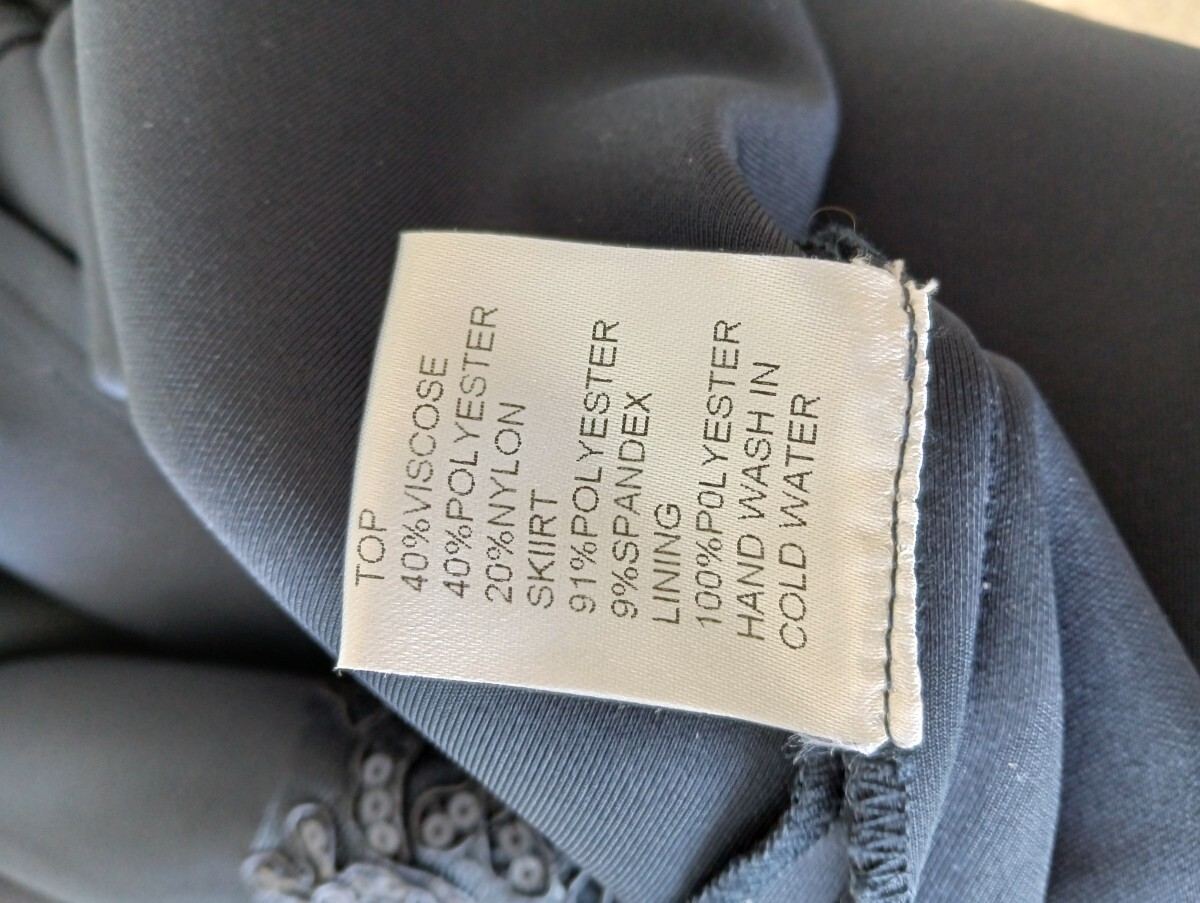 TOP
40%VISCOSE
40%POLYESTER
20%NYLON
SKIIRT
91%POLYESTER
9%SPANDEX
LINING
100%POLYESTER
HAND WASH IN
COLD WATER